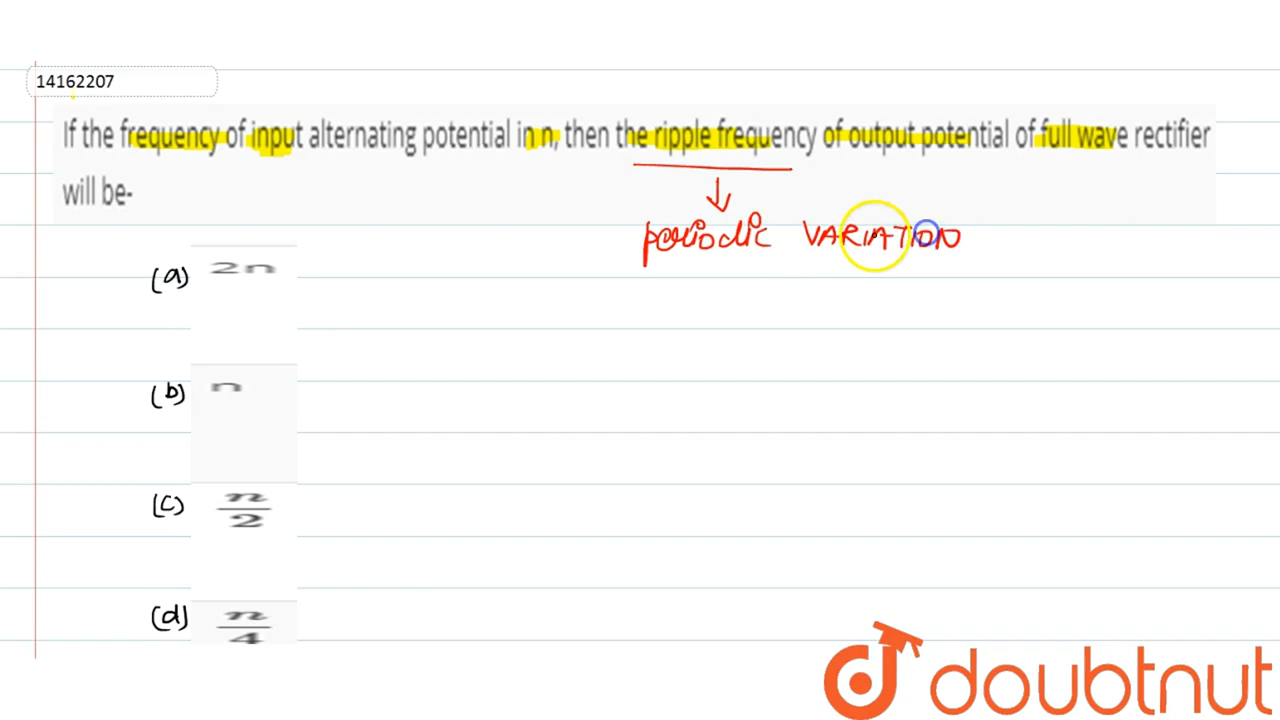 14162207
If the frequency of input alternating potential in n, then the ripple frequency of output potential of full wave rectifier
will be-
periodic VARIATION
(a) 2n
(b) n
(c) n/2
(d) n/4
doubtnut